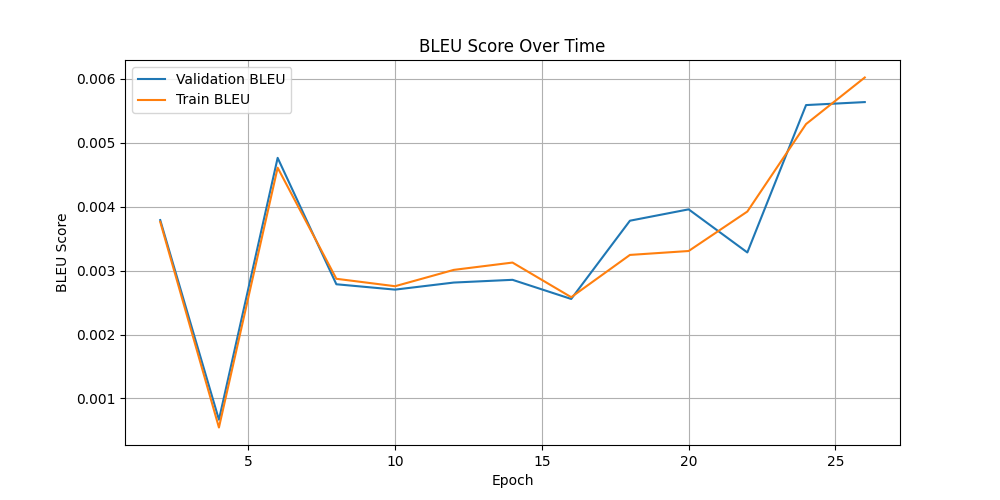 BLEU Score Over Time
Validation BLEU
Train BLEU
0.006
0.005
0.004
0.003
0.002
0.001
BLEU Score
5
10
15
20
25
Epoch